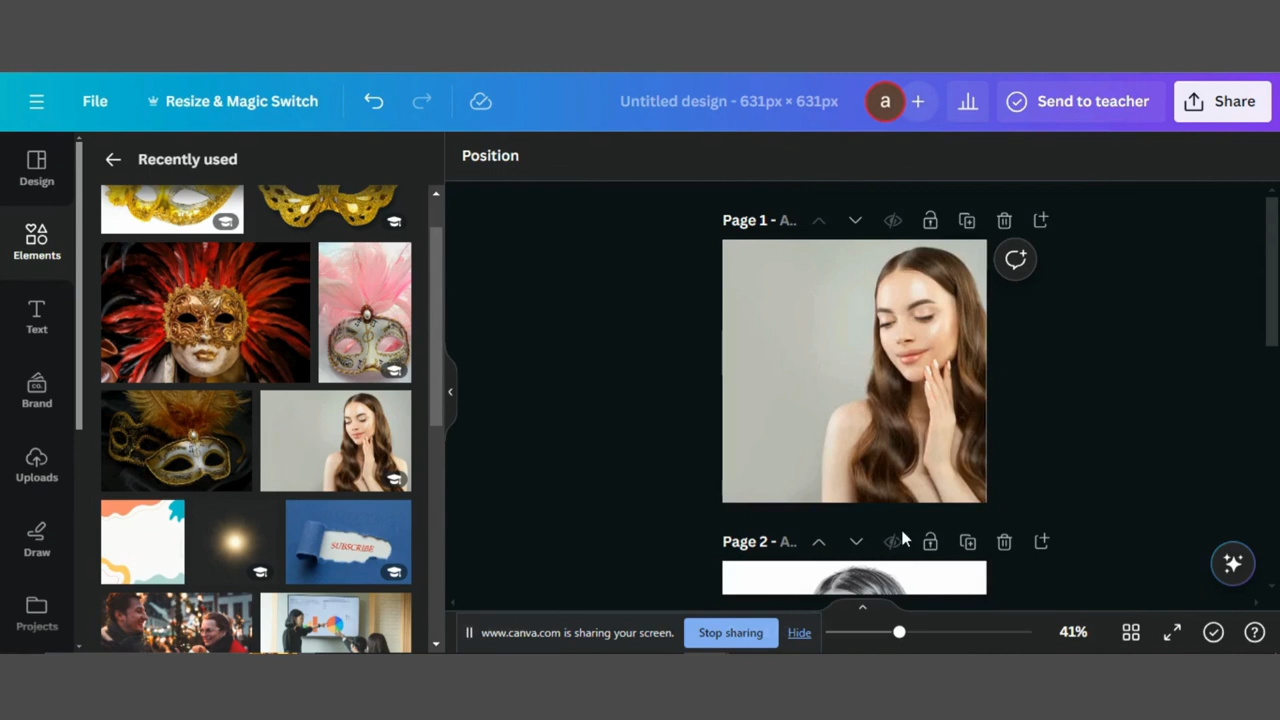 File
Resize & Magic Switch
Untitled design - 631px × 631px
a
Send to teacher
Share
Design
Elements
Text
Brand
Uploads
Draw
Projects
CO.
Recently used
SUBSCRIBE
Position
Page 1 - A..
Page 2 - A..
www.canva.com is sharing your screen.
Stop sharing
Hide
41%